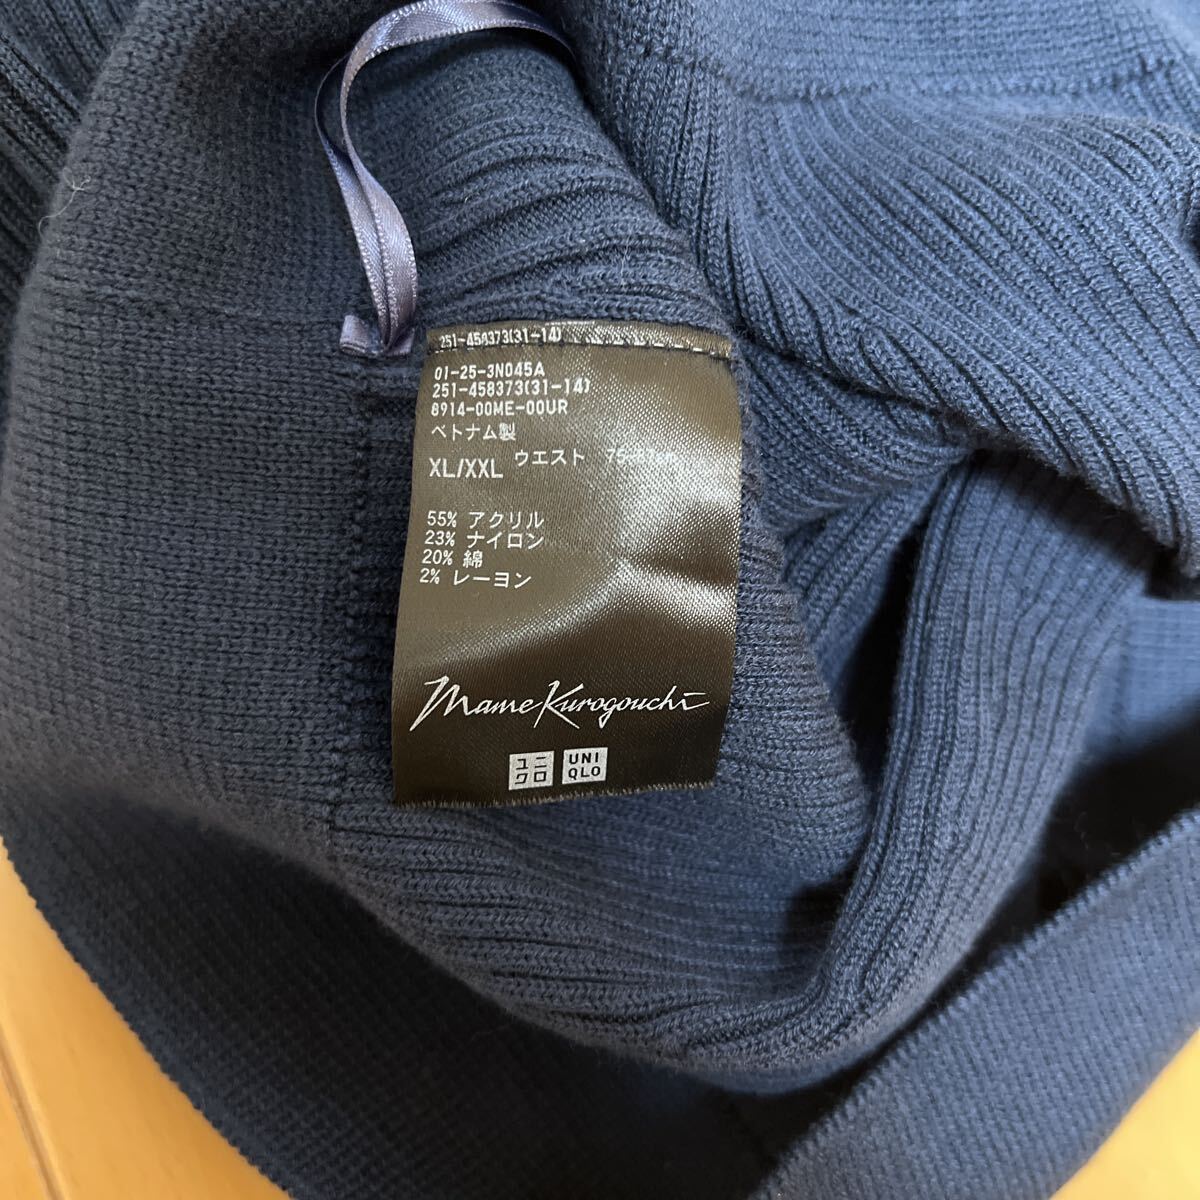 251-458373(31-14)
01-25-3N045A
251-458373(31-14)
8914-00ME-00UR
ベトナム製
XL/XXL ウエスト
55% アクリル
23% ナイロン
20% 綿
2% レーヨン
Mame Kurogouchi
ユニ
クロ
UNI
QLO